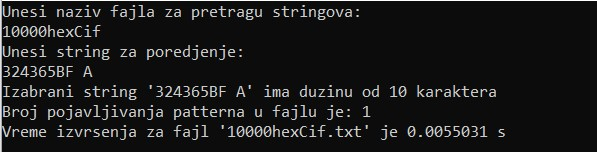 Unesi naziv fajla za pretragu stringova:
10000hexCif
Unesi string za poredjenje:
324365BF A
Izabrani string '324365BF A' ima duzinu od 10 karaktera
Broj pojavljivanja patterna u fajlu je: 1
Vreme izvrsenja za fajl '10000hexCif.txt' je 0.0055031 s